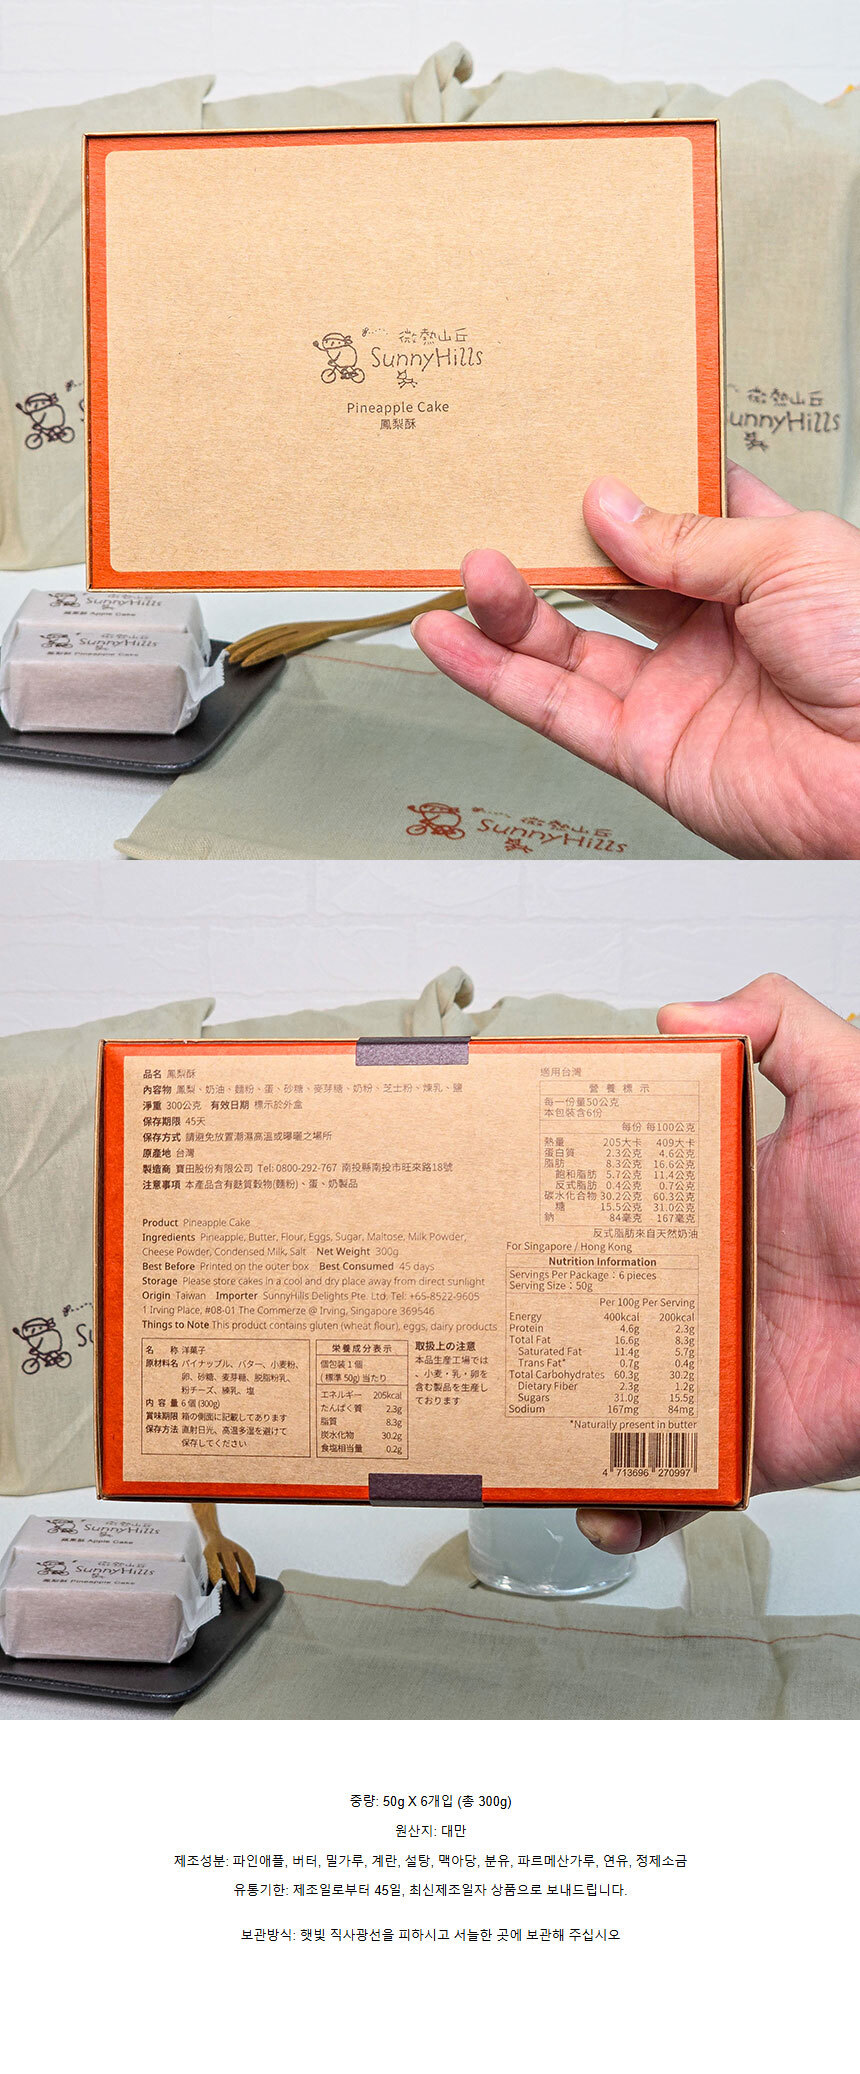 微熱山丘
SunnyHills
Pineapple Cake
鳳梨酥
微熱山丘
SunnyHills
SunnyHills
鳳梨酥 Pineapple Cake
微熱山丘
SunnyHills
品名 鳳梨酥
內容物 鳳梨、奶油、麵粉、蛋、砂糖、麥芽糖、奶粉、芝士粉、煉乳、鹽
淨重 300公克 有效日期 標示於外盒
保存期限 45天
保存方式 請避免放置潮濕高溫或曝曬之場所
原產地 台灣
製造商 寶田股份有限公司 Tel: 0800-292-767 南投縣南投市旺來路18號
注意事項 本產品含有麩質穀物(麵粉)、蛋、奶製品
適用台灣
營 養 標 示
每一份量50公克
本包裝含6份
每份 每100公克
熱量 205大卡 409大卡
蛋白質 2.3公克 4.6公克
脂肪 8.3公克 16.6公克
飽和脂肪 5.7公克 11.4公克
反式脂肪 0.4公克 0.7公克
碳水化合物 30.2公克 60.3公克
糖 15.5公克 31.0公克
鈉 84毫克 167毫克
反式脂肪來自天然奶油
Product Pineapple Cake
Ingredients Pineapple, Butter, Flour, Eggs, Sugar, Maltose, Milk Powder,
Cheese Powder, Condensed Milk, Salt Net Weight 300g
Best Before Printed on the outer box Best Consumed 45 days
Storage Please store cakes in a cool and dry place away from direct sunlight
Origin Taiwan Importer SunnyHills Delights Pte. Ltd. Tel: +65-8522-9605
1 Irving Place, #08-01 The Commerze @ Irving, Singapore 369546
Things to Note This product contains gluten (wheat flour), eggs, dairy products
For Singapore / Hong Kong
Nutrition Information
Servings Per Package : 6 pieces
Serving Size : 50g
Per 100g Per Serving
Energy 400kcal 200kcal
Protein 4.6g 2.3g
Total Fat 16.6g 8.3g
Saturated Fat 11.4g 5.7g
Trans Fat* 0.7g 0.4g
Total Carbohydrates 60.3g 30.2g
Dietary Fiber 2.3g 1.2g
Sugars 31.0g 15.5g
Sodium 167mg 84mg
*Naturally present in butter
4 713696 270997
名 称 洋菓子
原材料名 パイナップル、バター、小麦粉、
卵、砂糖、麦芽糖、脱脂粉乳、
粉チーズ、練乳、塩
内 容 量 6 個 (300g)
賞味期限 箱の側面に記載してあります
保存方法 直射日光、高温多湿を避けて
保存してください
栄養成分表示
個包装 1 個
( 標準 50g) 当たり
エネルギー 205kcal
たんぱく質 2.3g
脂質 8.3g
炭水化物 30.2g
食塩相当量 0.2g
取扱上の注意
本品生産工場では
、小麦・乳・卵を
含む製品を生産し
ております
SunnyHills
蘋果酥 Apple Cake
SunnyHills
鳳梨酥 Pineapple Cake
중량: 50g X 6개입 (총 300g)
원산지: 대만
제조성분: 파인애플, 버터, 밀가루, 계란, 설탕, 맥아당, 분유, 파르메산가루, 연유, 정제소금
유통기한: 제조일로부터 45일, 최신제조일자 상품으로 보내드립니다.
보관방식: 햇빛 직사광선을 피하시고 서늘한 곳에 보관해 주십시오